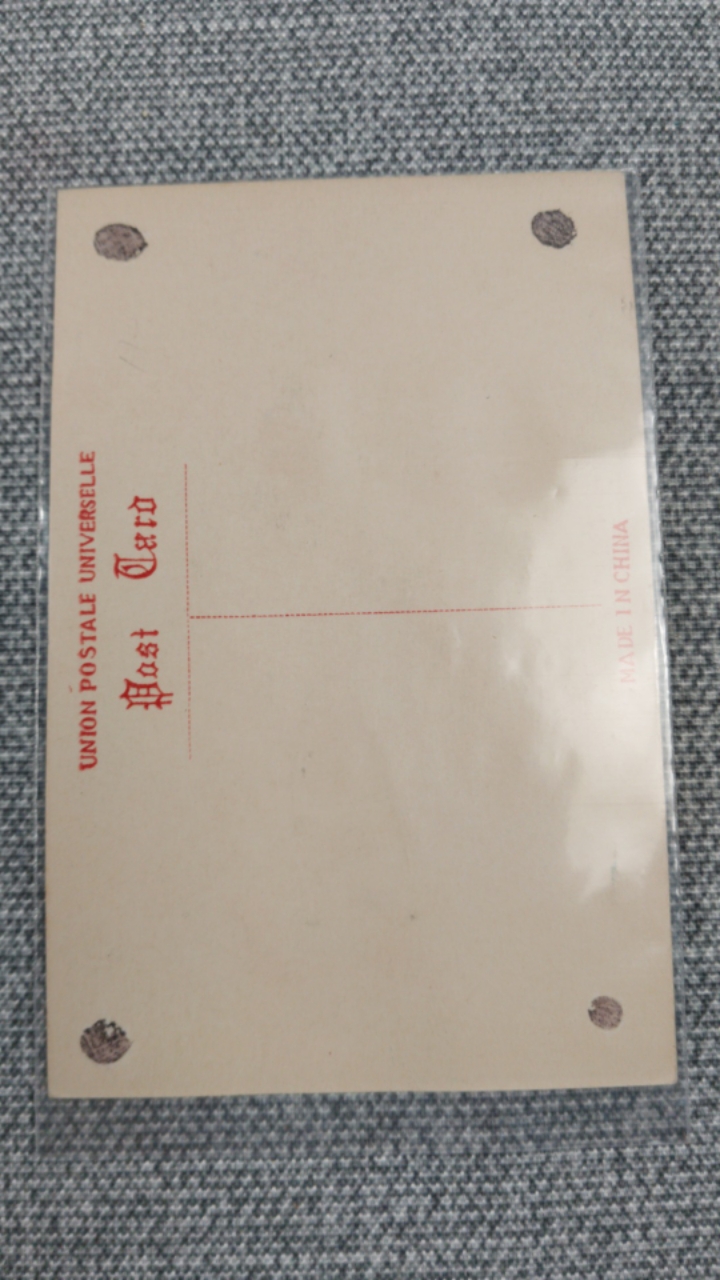 UNION POSTALE UNIVERSELLE
Post Card
MADE IN CHINA